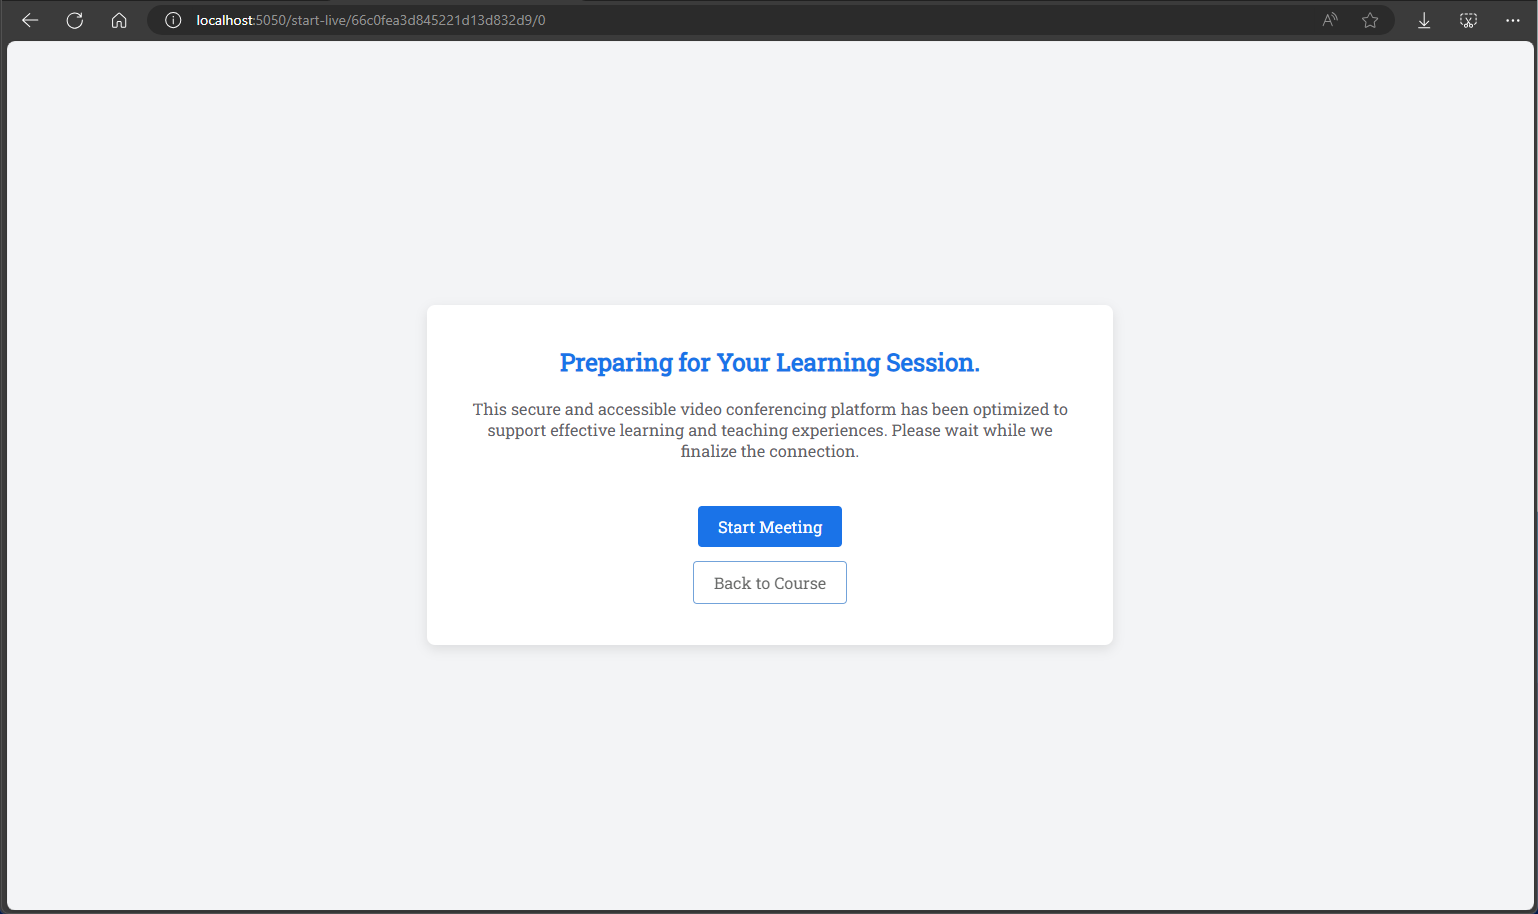 localhost:5050/start-live/66c0fea3d845221d13d832d9/0
Preparing for Your Learning Session.
This secure and accessible video conferencing platform has been optimized to
support effective learning and teaching experiences. Please wait while we
finalize the connection.
Start Meeting
Back to Course